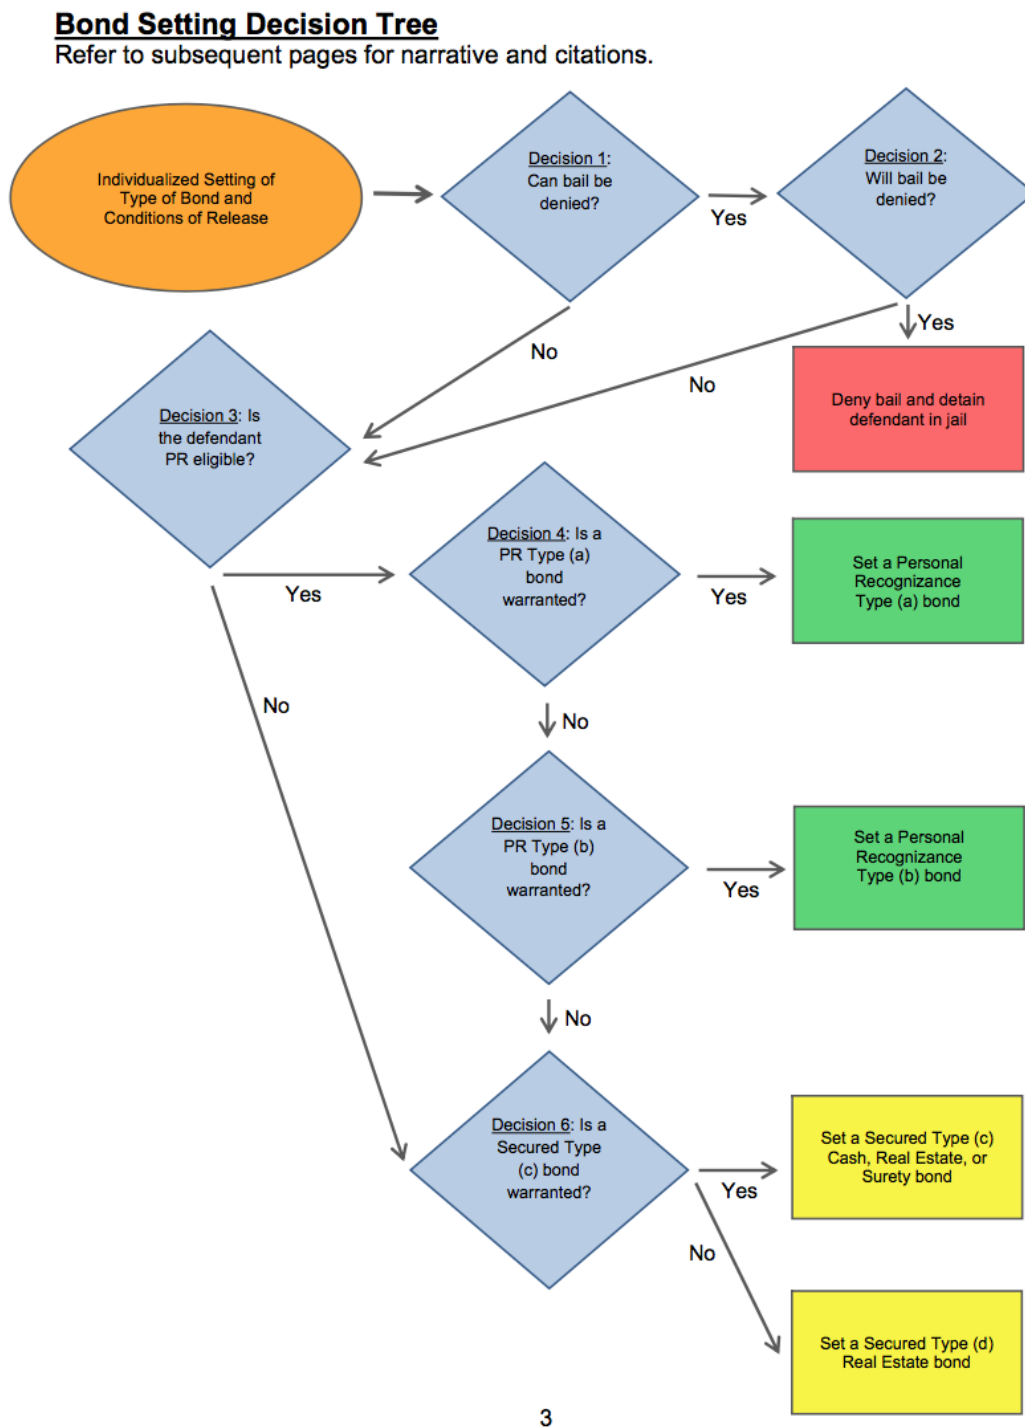 Bond Setting Decision Tree
Refer to subsequent pages for narrative and citations.
Individualized Setting of
Type of Bond and
Conditions of Release
Decision 1:
Can bail be
denied?
Yes
Decision 2:
Will bail be
denied?
No
No
Yes
Deny bail and detain
defendant in jail
Decision 3: Is
the defendant
PR eligible?
Yes
No
Decision 4: Is a
PR Type (a)
bond
warranted?
Yes
Set a Personal
Recognizance
Type (a) bond
No
Decision 5: Is a
PR Type (b)
bond
warranted?
Yes
Set a Personal
Recognizance
Type (b) bond
No
Decision 6: Is a
Secured Type
(c) bond
warranted?
Yes
Set a Secured Type (c)
Cash, Real Estate, or
Surety bond
No
Set a Secured Type (d)
Real Estate bond
3